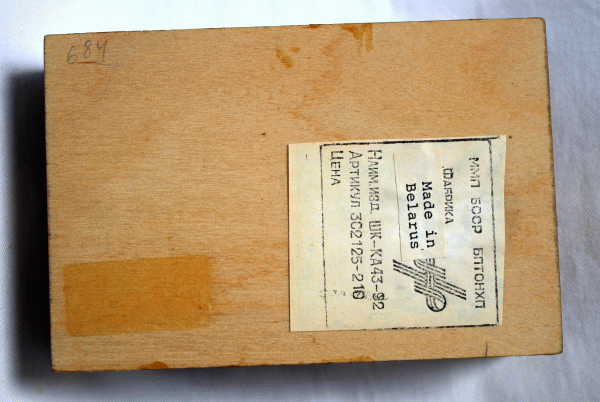 684
ММП БССР БПТОНХП
ФАБРИКА
Made in
Belarus
НАИМ.ИЗД. ШК-КА43-92
АРТИКУЛ 3С2125-210
ЦЕНА